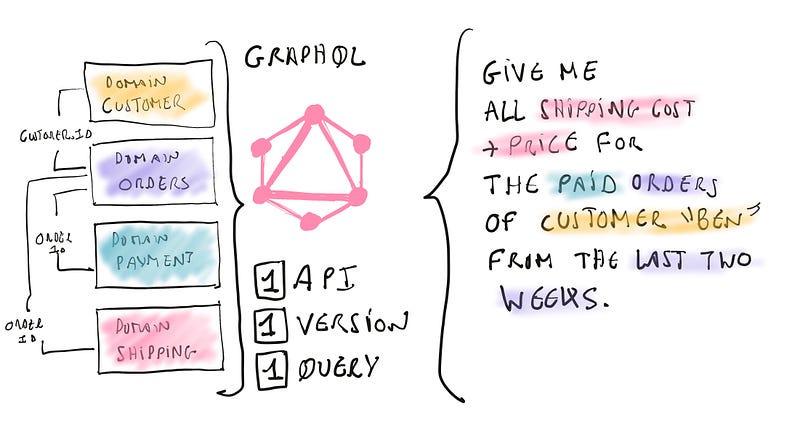 DOMAIN
CUSTOMER
CUSTOMER ID
DOMAIN
ORDERS
ORDER
ID
DOMAIN
PAYMENT
ORDER
ID
DOMAIN
SHIPPING
GRAPHQL
1 API
1 VERSION
1 QUERY
GIVE ME
ALL SHIPPING COST
+ PRICE FOR
THE PAID ORDERS
OF CUSTOMER "BEN"
FROM THE LAST TWO
WEEKS.